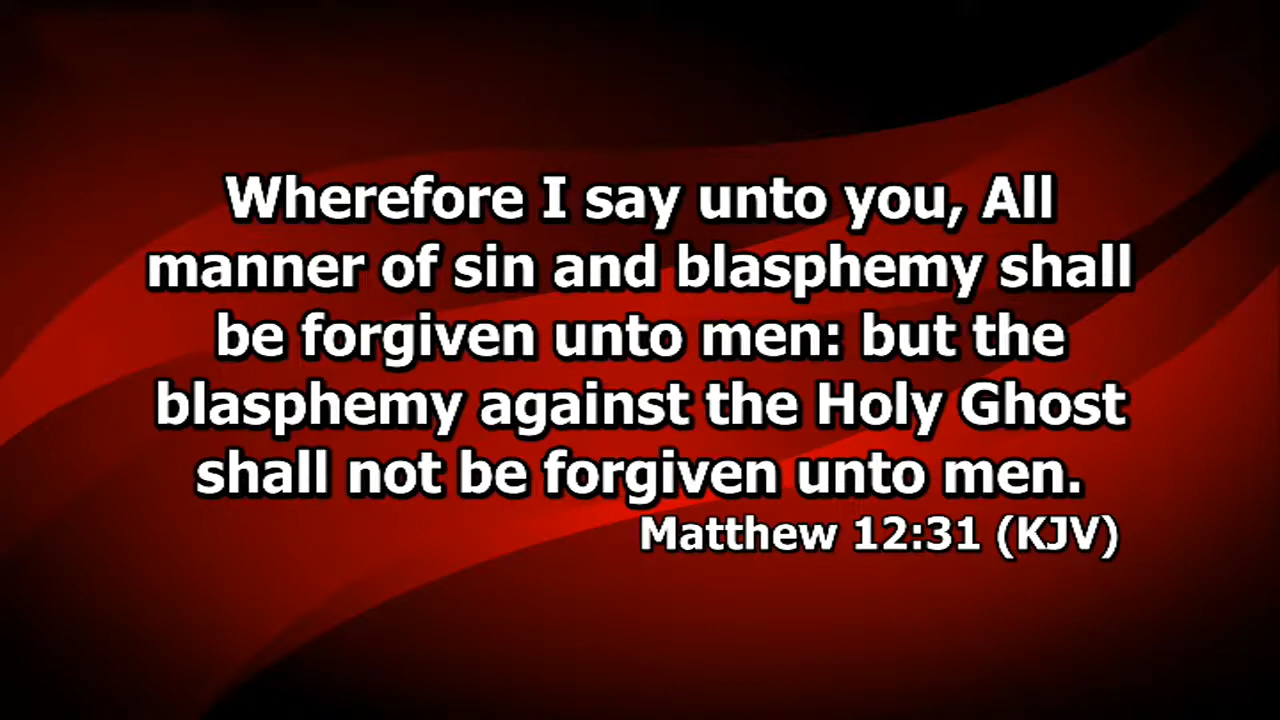 Wherefore I say unto you, All
manner of sin and blasphemy shall
be forgiven unto men: but the
blasphemy against the Holy Ghost
shall not be forgiven unto men.
Matthew 12:31 (KJV)